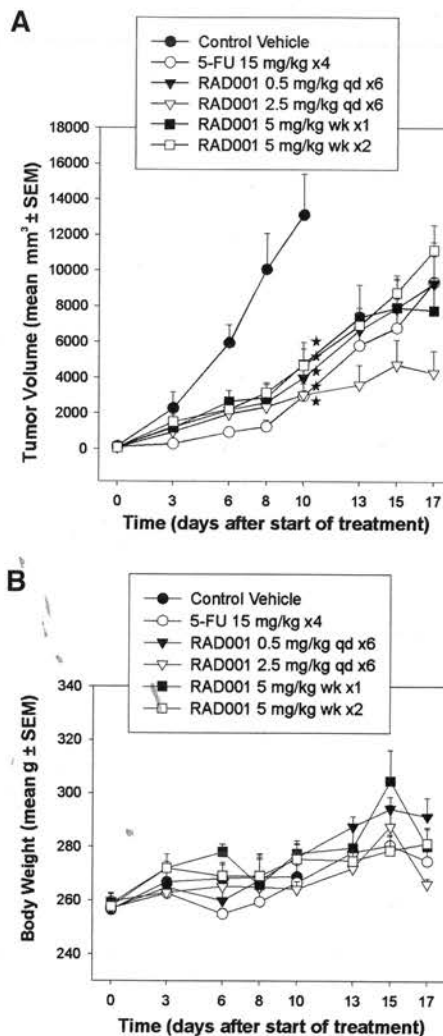 A
Control Vehicle
5-FU 15 mg/kg x4
RAD001 0.5 mg/kg qd x6
RAD001 2.5 mg/kg qd x6
RAD001 5 mg/kg wk x1
RAD001 5 mg/kg wk x2
Tumor Volume (mean mm³ ± SEM)
18000
16000
14000
12000
10000
8000
6000
4000
2000
0
0 3 6 8 10 13 15 17
Time (days after start of treatment)
B
Control Vehicle
5-FU 15 mg/kg x4
RAD001 0.5 mg/kg qd x6
RAD001 2.5 mg/kg qd x6
RAD001 5 mg/kg wk x1
RAD001 5 mg/kg wk x2
Body Weight (mean g ± SEM)
340
320
300
280
260
240
0 3 6 8 10 13 15 17
Time (days after start of treatment)